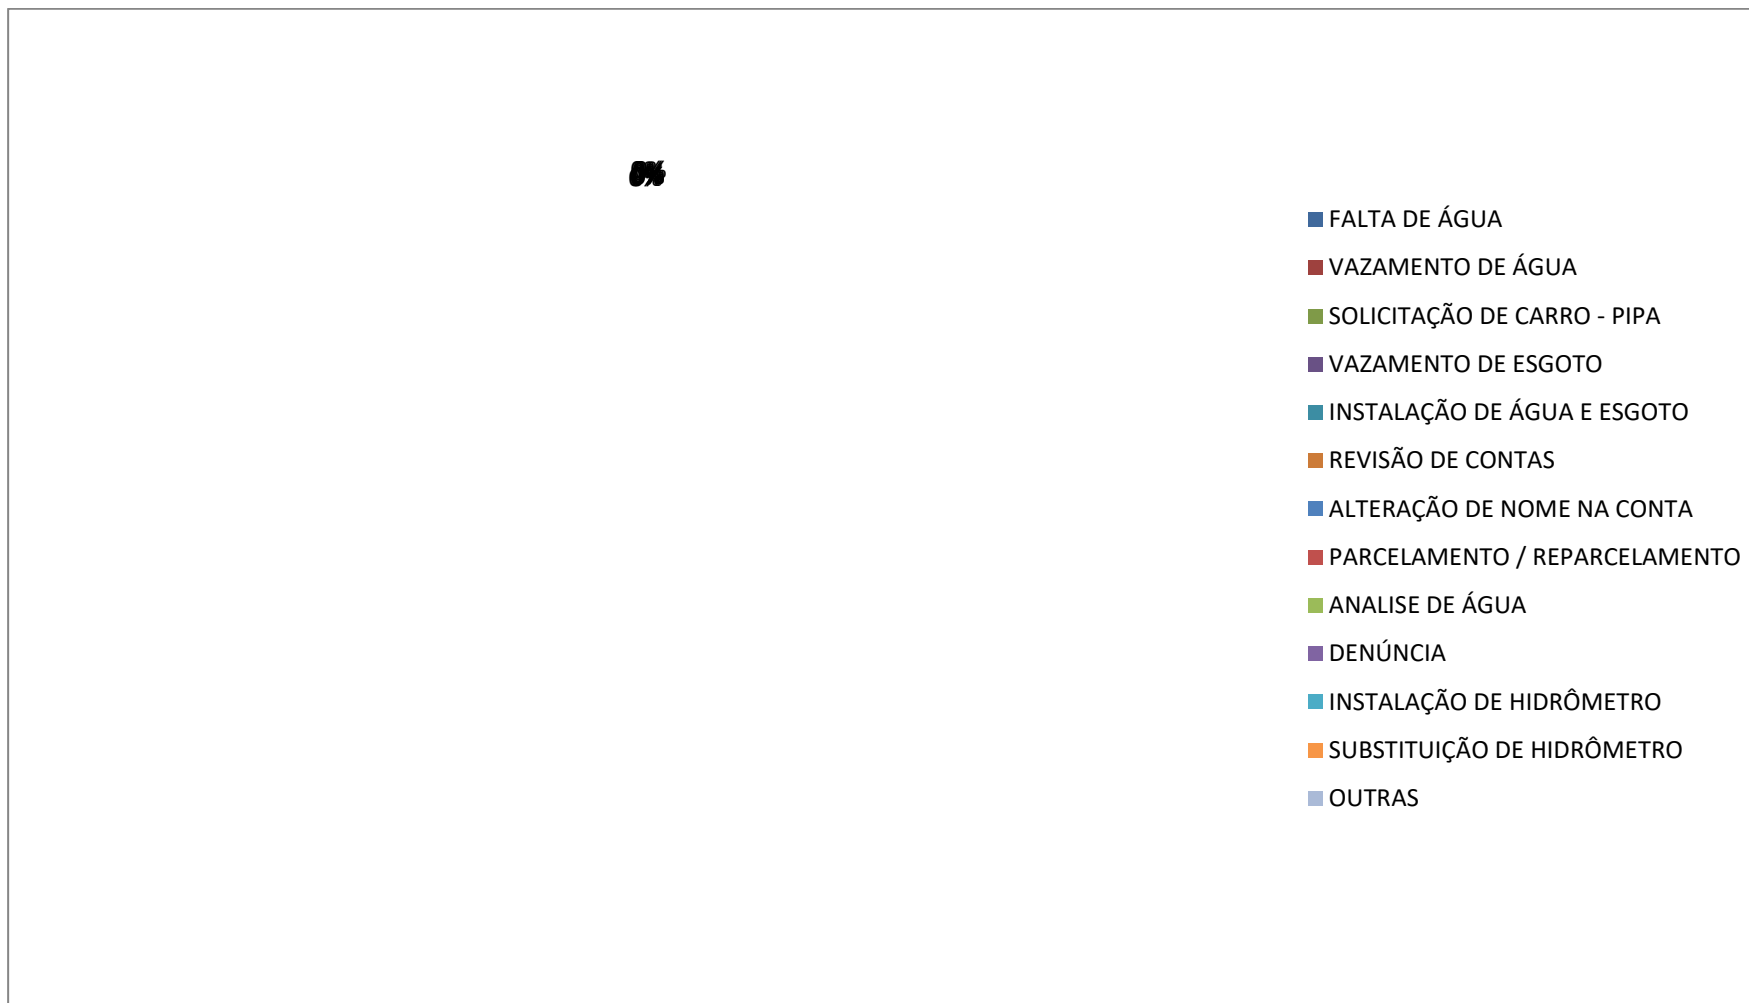 0%
FALTA DE ÁGUA
VAZAMENTO DE ÁGUA
SOLICITAÇÃO DE CARRO - PIPA
VAZAMENTO DE ESGOTO
INSTALAÇÃO DE ÁGUA E ESGOTO
REVISÃO DE CONTAS
ALTERAÇÃO DE NOME NA CONTA
PARCELAMENTO / REPARCELAMENTO
ANALISE DE ÁGUA
DENÚNCIA
INSTALAÇÃO DE HIDRÔMETRO
SUBSTITUIÇÃO DE HIDRÔMETRO
OUTRAS